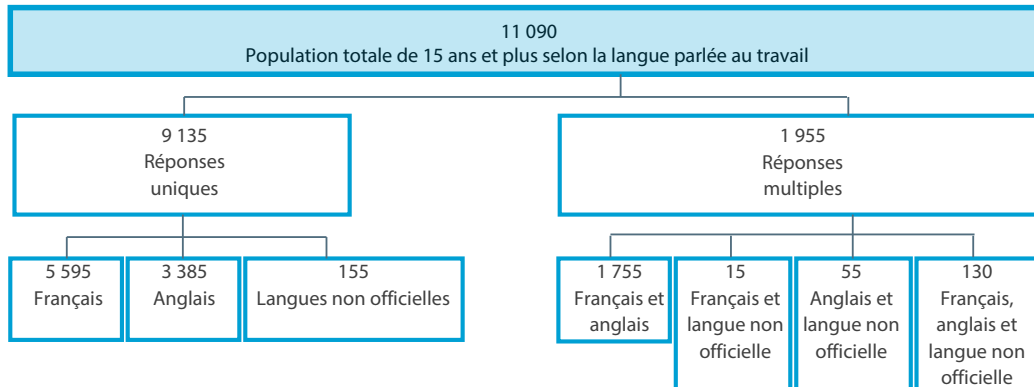 11 090
Population totale de 15 ans et plus selon la langue parlée au travail
9 135
Réponses
uniques
1 955
Réponses
multiples
5 595
Français
3 385
Anglais
155
Langues non officielles
1 755
Français et
anglais
15
Français et
langue non
officielle
55
Anglais et
langue non
officielle
130
Français,
anglais et
langue non
officielle